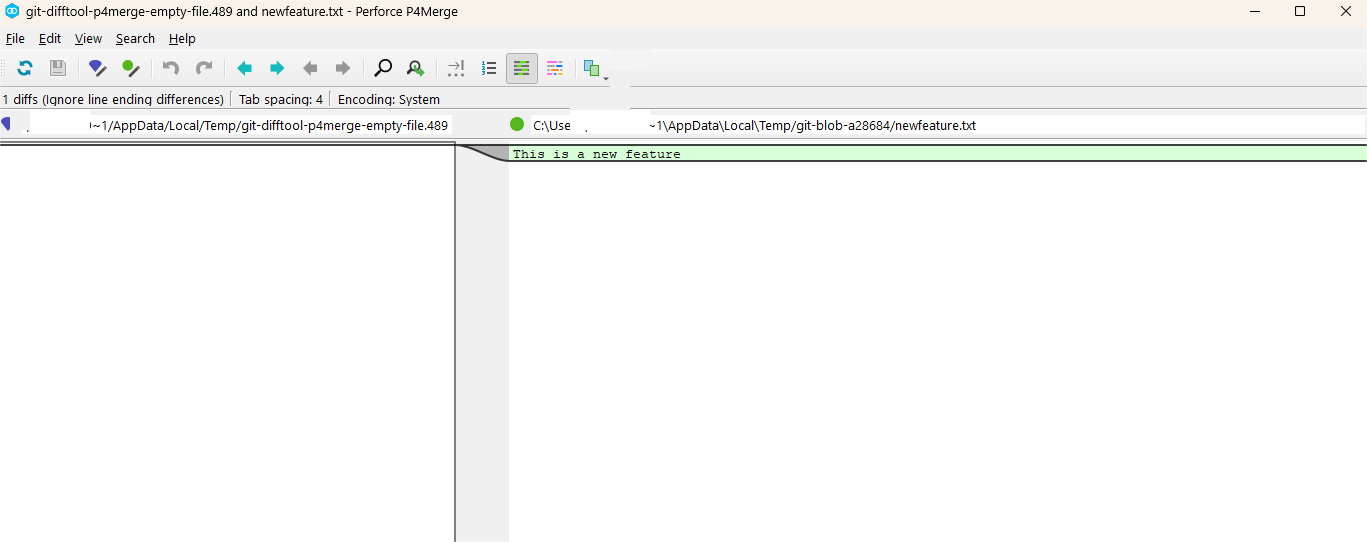 git-difftool-p4merge-empty-file.489 and newfeature.txt - Perforce P4Merge
File Edit View Search Help
1 diffs (Ignore line ending differences) Tab spacing: 4 Encoding: System
~1/AppData/Local/Temp/git-difftool-p4merge-empty-file.489 C:\Use ~1\AppData\Local\Temp/git-blob-a28684/newfeature.txt
This is a new feature